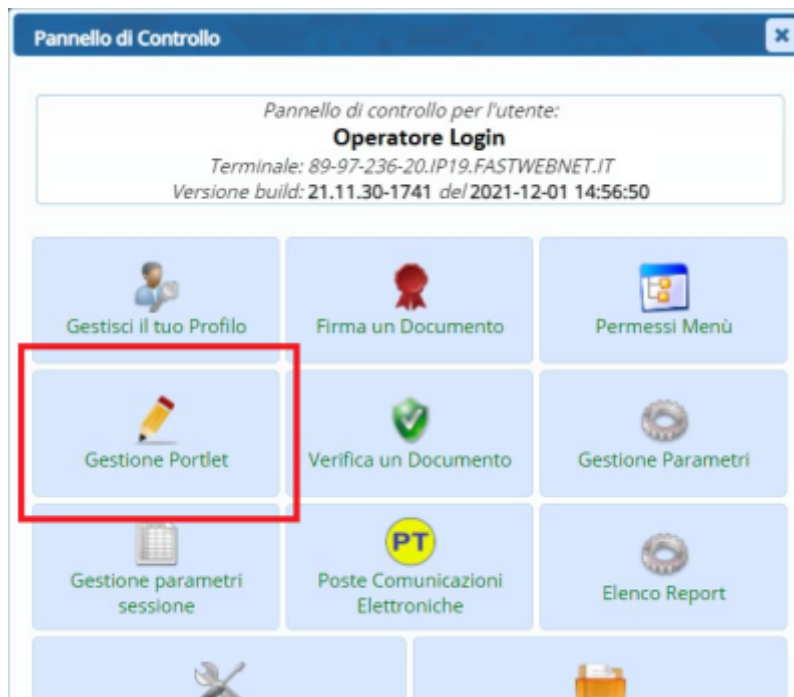 Pannello di Controllo
Pannello di controllo per l'utente:
Operatore Login
Terminale: 89-97-236-20.IP19.FASTWEBNET.IT
Versione build: 21.11.30-1741 del 2021-12-01 14:56:50
Gestisci il tuo Profilo
Firma un Documento
Permessi Menù
Gestione Portlet
Verifica un Documento
Gestione Parametri
Gestione parametri
sessione
PT
Poste Comunicazioni
Elettroniche
Elenco Report